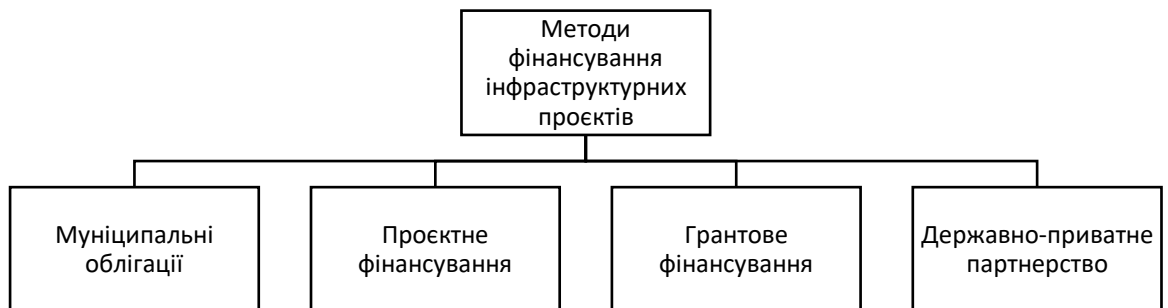 Методи
фінансування
інфраструктурних
проєктів
Муніципальні
облігації
Проєктне
фінансування
Грантове
фінансування
Державно-приватне
партнерство